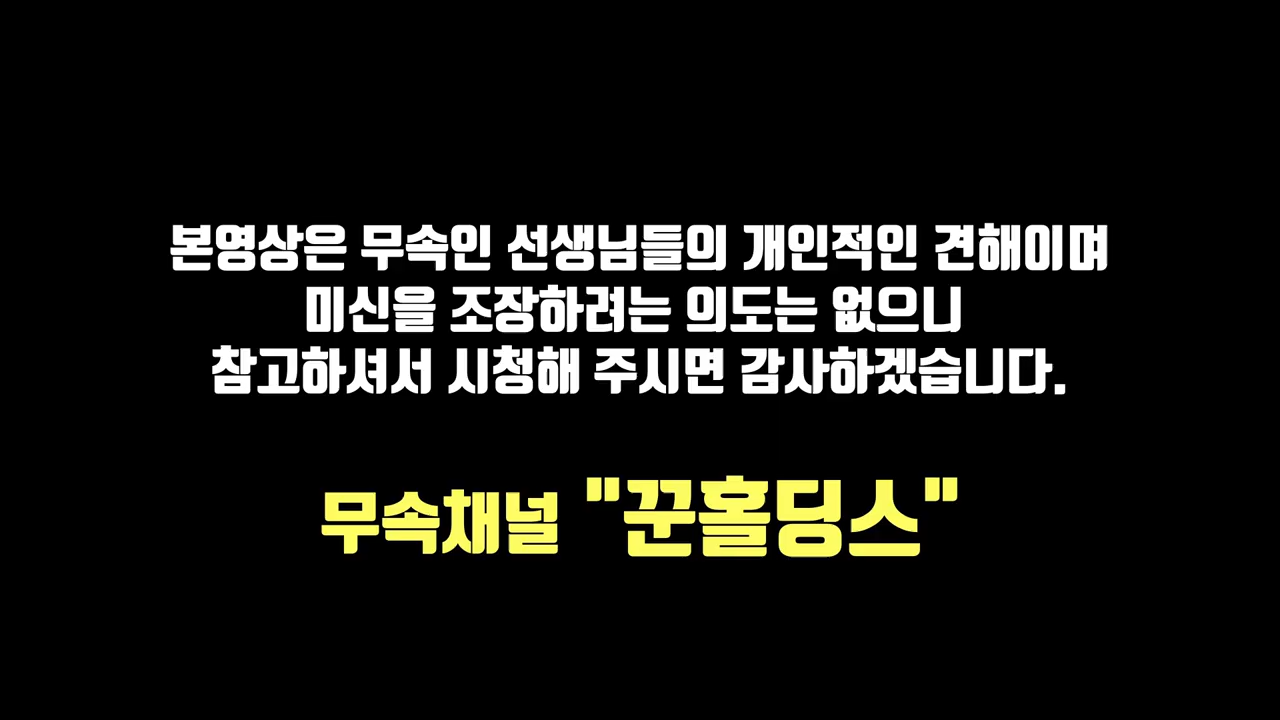 본영상은 무속인 선생님들의 개인적인 견해이며
미신을 조장하려는 의도는 없으니
참고하셔서 시청해 주시면 감사하겠습니다.
무속채널 "꾼홀딩스"